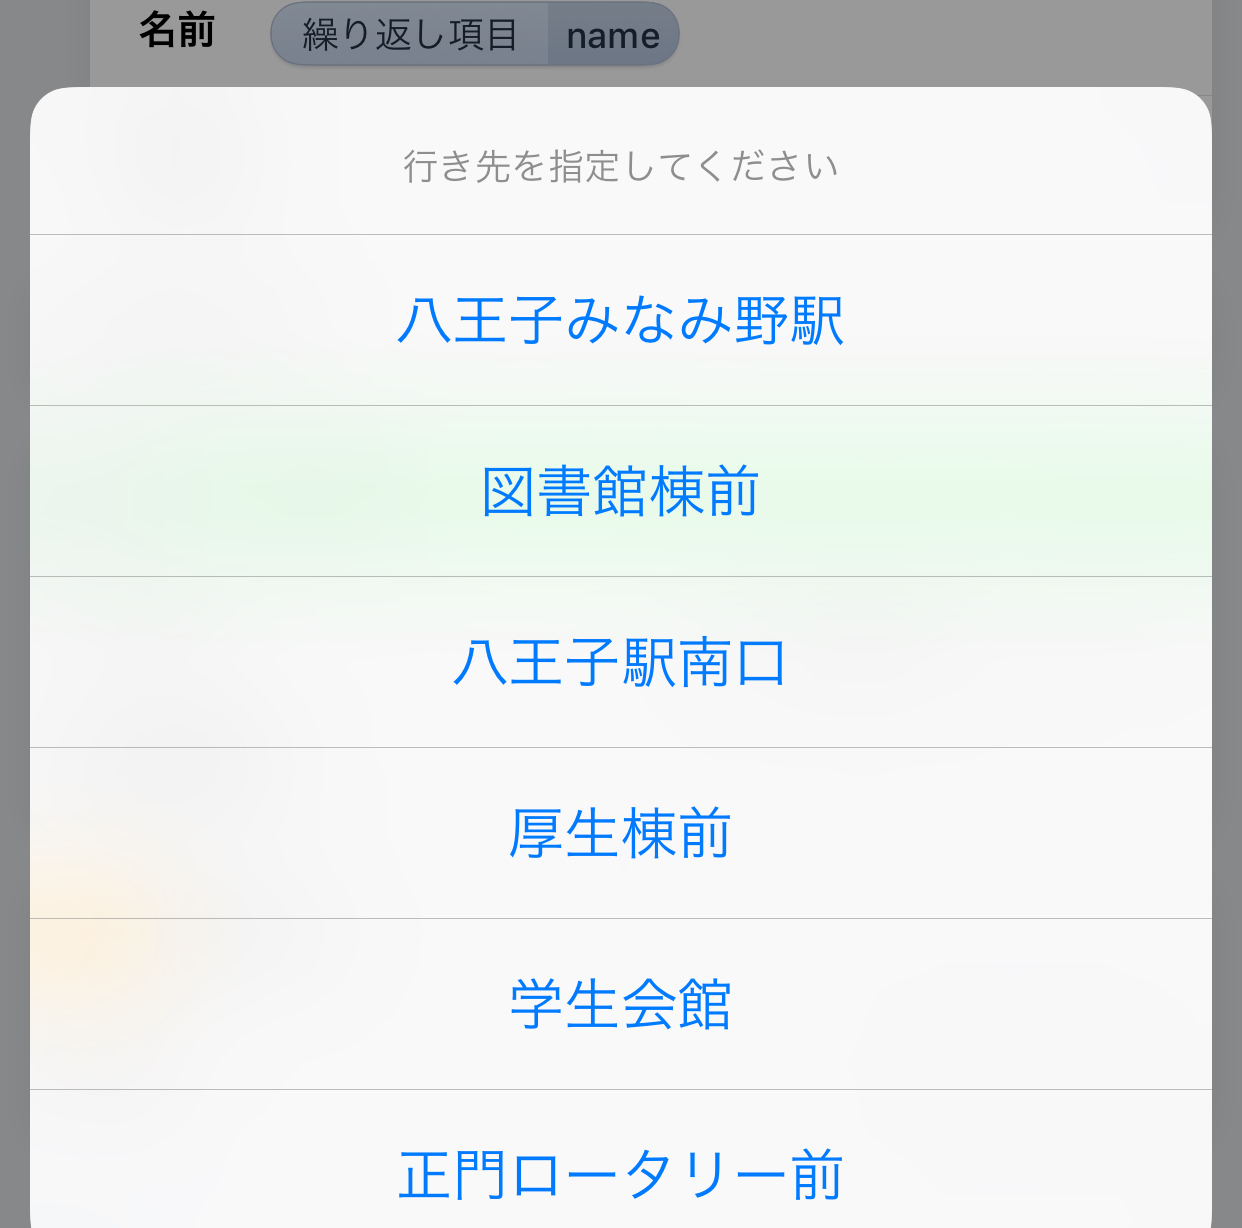 名前 繰り返し項目 name
行き先を指定してください
八王子みなみ野駅
図書館棟前
八王子駅南口
厚生棟前
学生会館
正門ロータリー前